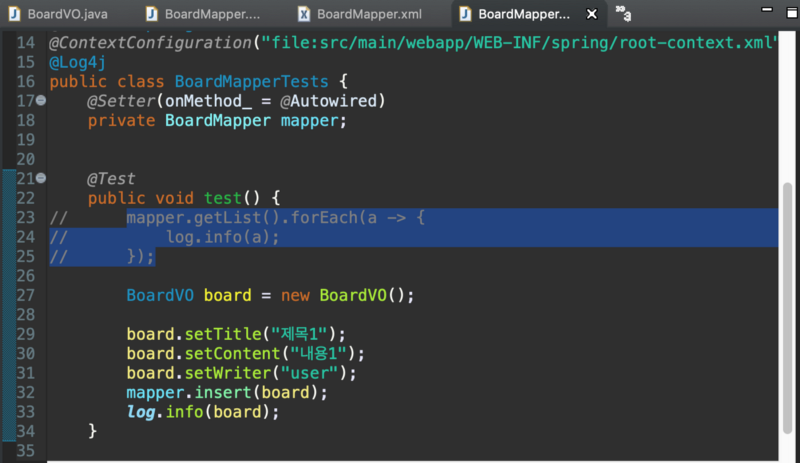 BoardVO.java BoardMapper.... BoardMapper.xml BoardMapper... X »3
14 @ContextConfiguration("file:src/main/webapp/WEB-INF/spring/root-context.xml"
15 @Log4j
16 public class BoardMapperTests {
17 @Setter(onMethod_ = @Autowired)
18 private BoardMapper mapper;
19
20
21 @Test
22 public void test() {
23 // mapper.getList().forEach(a -> {
24 // log.info(a);
25 // });
26
27 BoardVO board = new BoardVO();
28
29 board.setTitle("제목1");
30 board.setContent("내용1");
31 board.setWriter("user");
32 mapper.insert(board);
33 log.info(board);
34 }
35